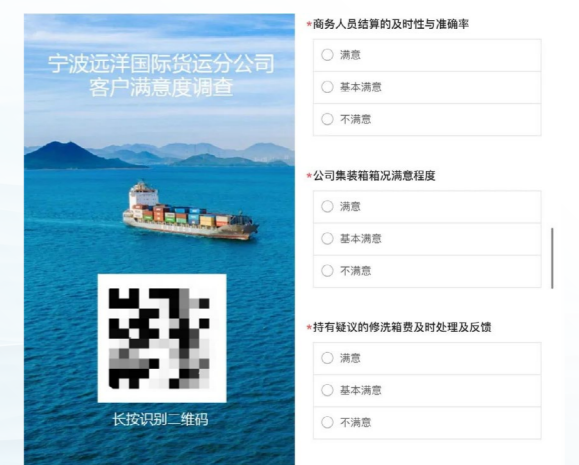 宁波远洋国际货运分公司
客户满意度调查
长按识别二维码
*商务人员结算的及时性与准确率
满意
基本满意
不满意
*公司集装箱箱况满意程度
满意
基本满意
不满意
*持有疑议的修洗箱费及时处理及反馈
满意
基本满意
不满意